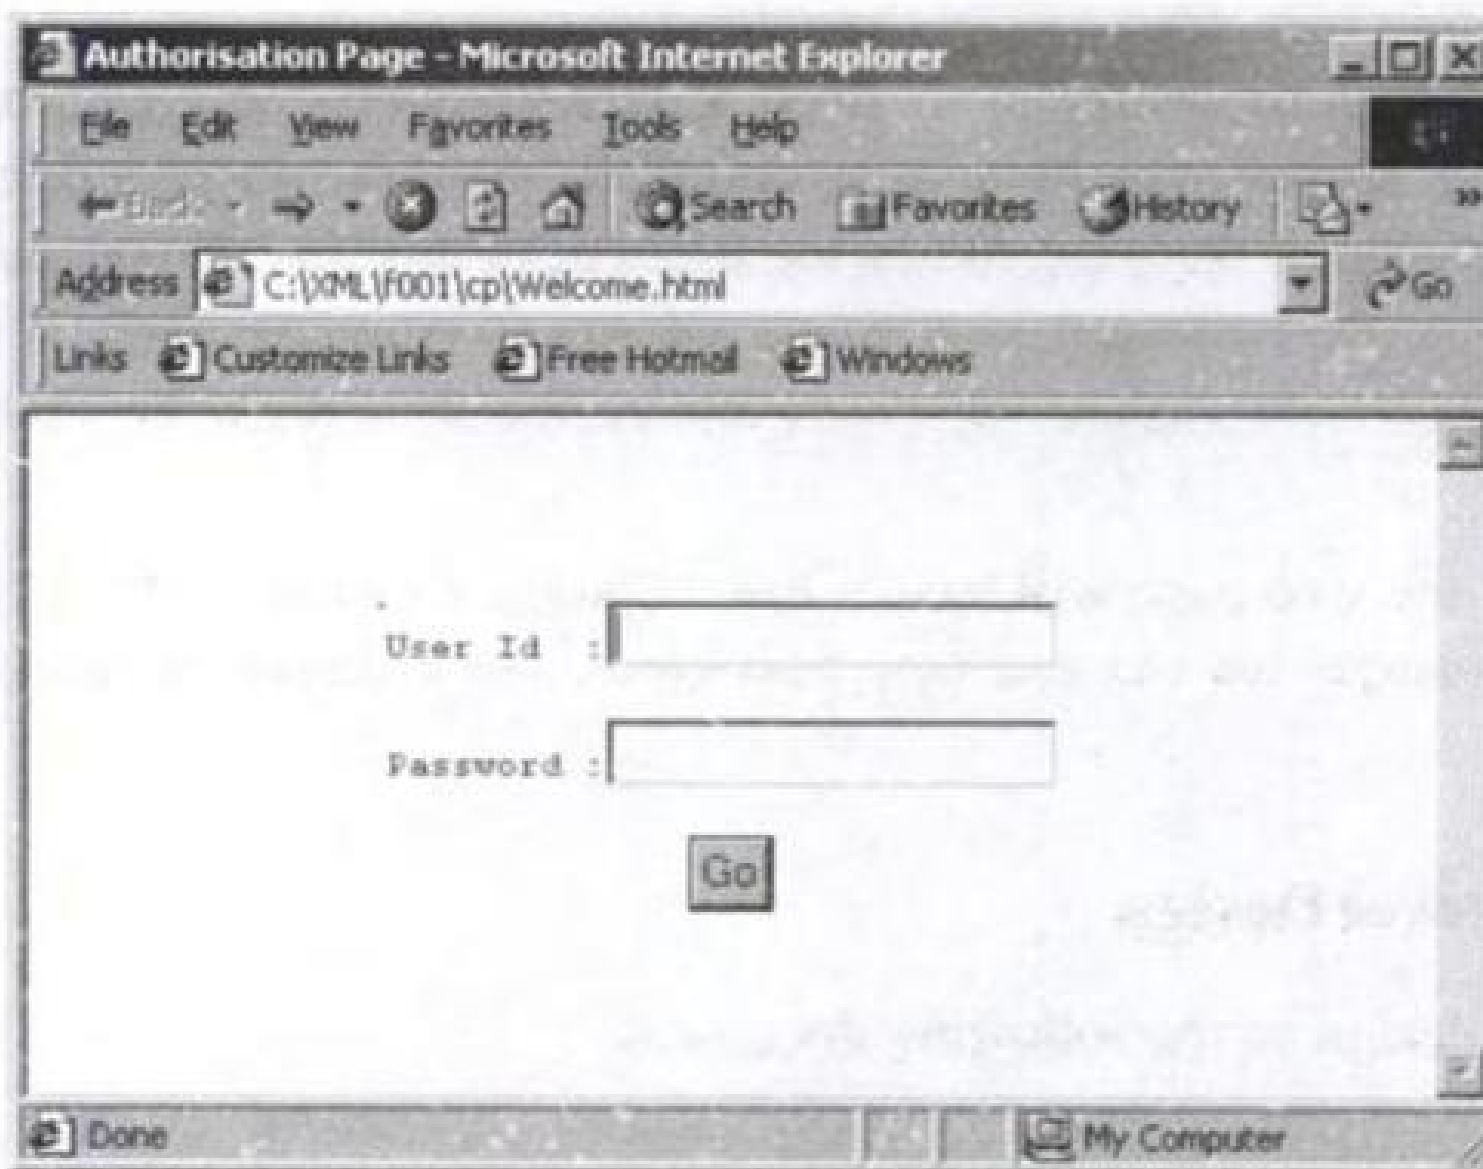 Authorisation Page - Microsoft Internet Explorer
File Edit View Favorites Tools Help
Back Search Favorites History
Address C:\XML\f001\cp\Welcome.html Go
Links Customize Links Free Hotmail Windows
User Id :
Password :
Go
Done My Computer